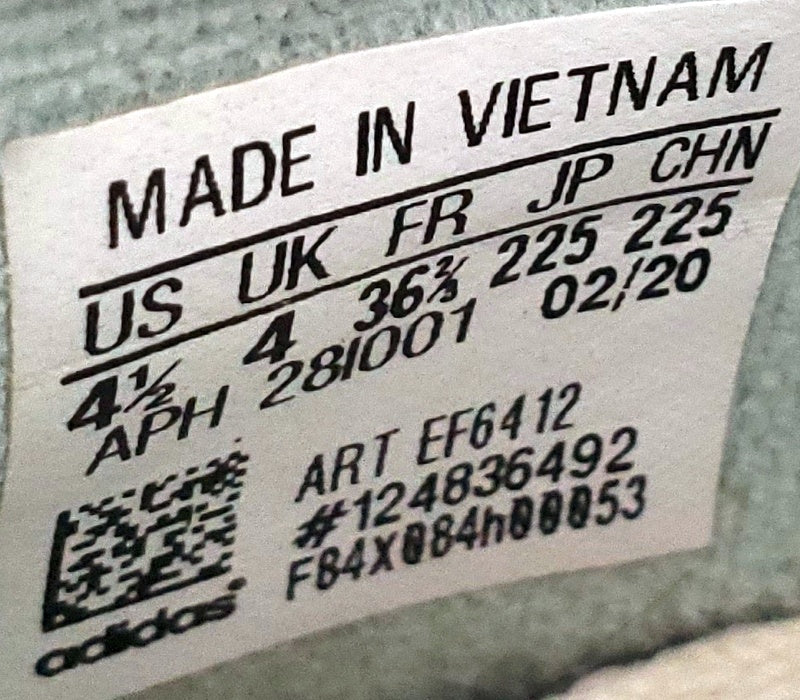 MADE IN VIETNAM
US UK FR JP CHN
4½ 4 36⅔ 225 225
APH 281001 02/20
ART EF6412
#124836492
F84X084h00053
adidas